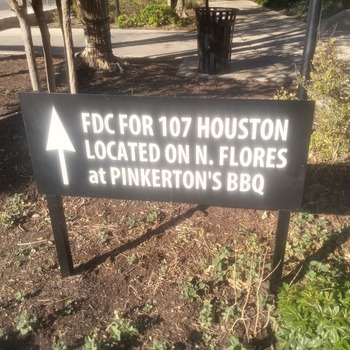 FDC FOR 107 HOUSTON
LOCATED ON N. FLORES
at PINKERTON'S BBQ